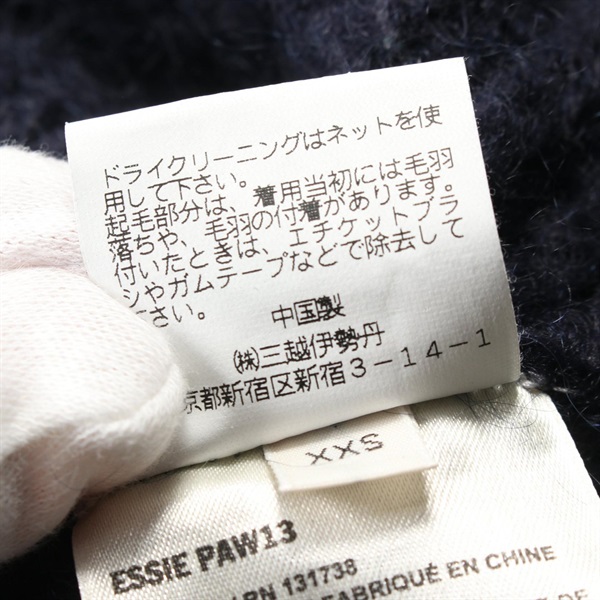 ドライクリーニングはネットを使
用して下さい。
起毛部分は、着用当初には毛羽
落ちや、毛羽の付着があります。
付いたときは、エチケットブラ
シやガムテープなどで除去して
下さい。
中国製
㈱三越伊勢丹
京都新宿区新宿3-14-1
XXS
ESSIE PAW13
RN 131738
FABRIQUÉ EN CHINE
DE